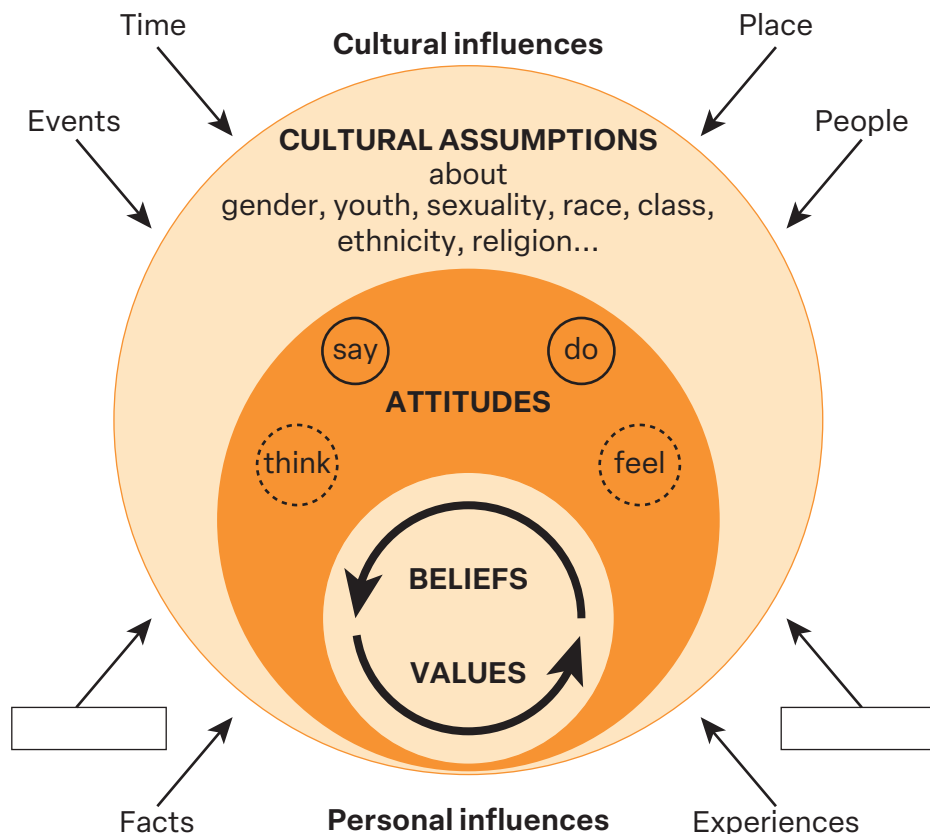 Time
Place
Cultural influences
Events
People
CULTURAL ASSUMPTIONS
about
gender, youth, sexuality, race, class,
ethnicity, religion...
say
do
ATTITUDES
think
feel
BELIEFS
VALUES
Facts
Personal influences
Experiences